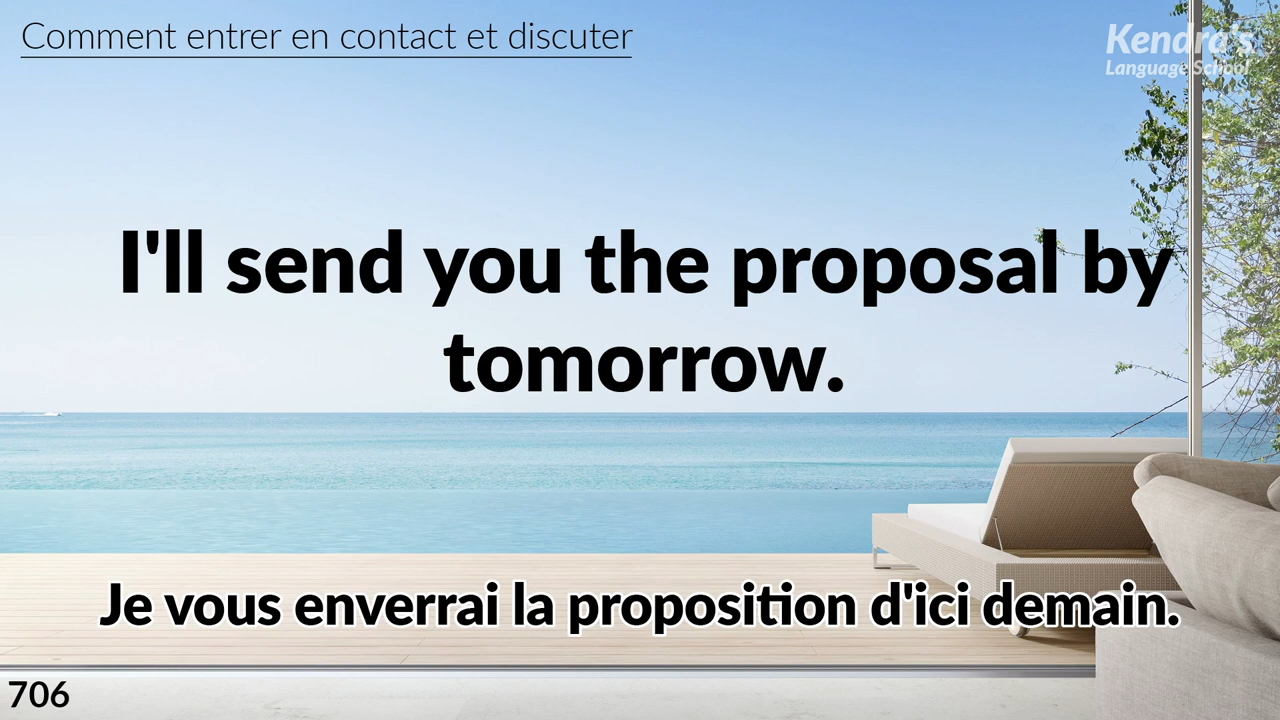 Comment entrer en contact et discuter
Kendra's
Language School
I'll send you the proposal by
tomorrow.
Je vous enverrai la proposition d'ici demain.
706